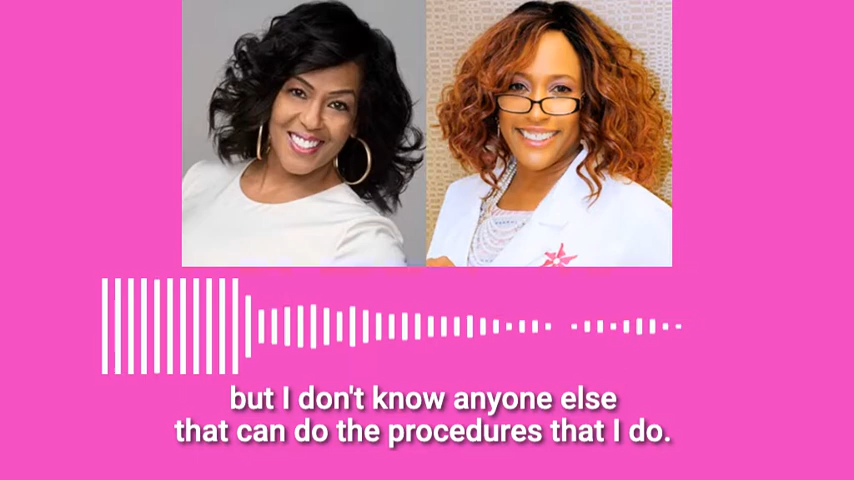 but I don't know anyone else
that can do the procedures that I do.